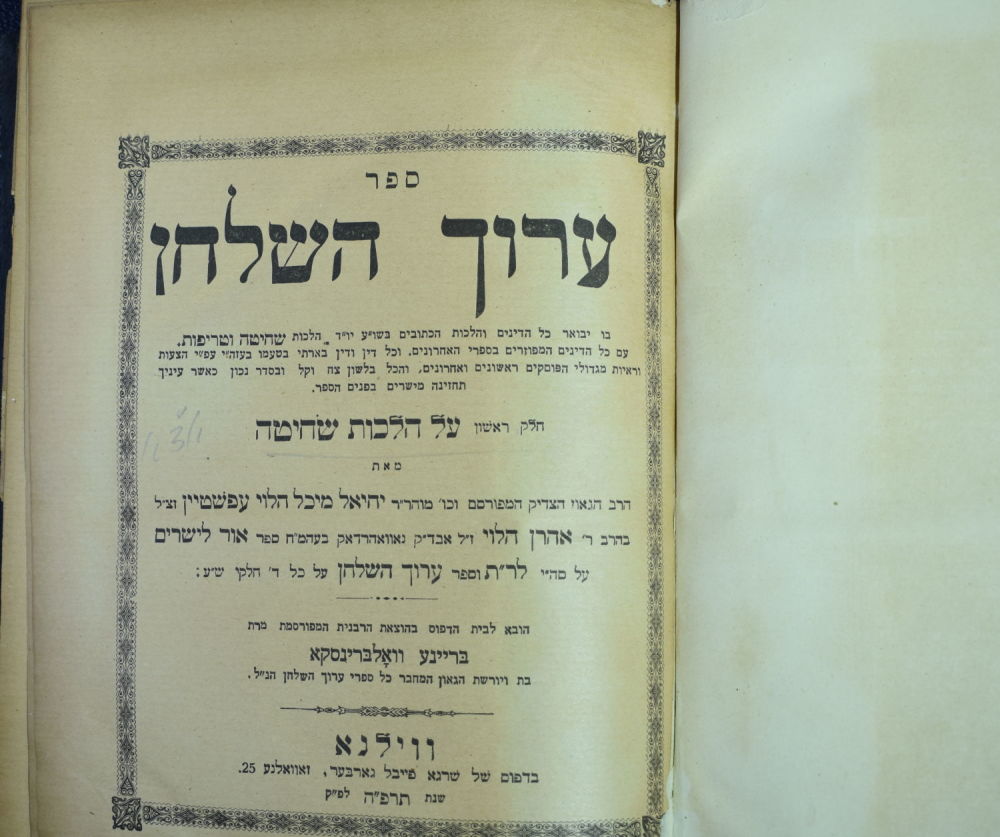 ספר
ערוך השלחן
בו יבואר כל הדינים והלכות הכתובים בשו״ע יו״ד הלכות שחיטה וטריפות.
עם כל הדינים המפוזרים בספרי האחרונים. וכל דין ודין בארתי בטעמו בעזה״י עפ״י הצעות
וראיות מגדולי הפוסקים ראשונים ואחרונים, והכל בלשון צח וקל ובסדר נכון כאשר עיניך
תחזינה מישרים בפנים הספר.
חלק ראשון על הלכות שחיטה
מאת
הרב הגאון הצדיק המפורסם וכו׳ מוהר״ר יחיאל מיכל הלוי עפשטיין זצ״ל
בהרב ר׳ אהרן הלוי ז״ל אבד״ק נאוואהרדאק בעהמ״ח ספר אור לישרים
על סה״י לר״ת וספר ערוך השלחן על כל ד׳ חלקי ש״ע:
הובא לבית הדפוס בהוצאת הרבנית המפורסמת מרת
בריינע וואָלברינסקא
בת ויורשת הגאון המחבר כל ספרי ערוך השלחן הנ״ל.
ווילנא
בדפוס של שרגא פייבל גארבער, זאוואלנע 25.
שנת תרפ״ה לפ״ק